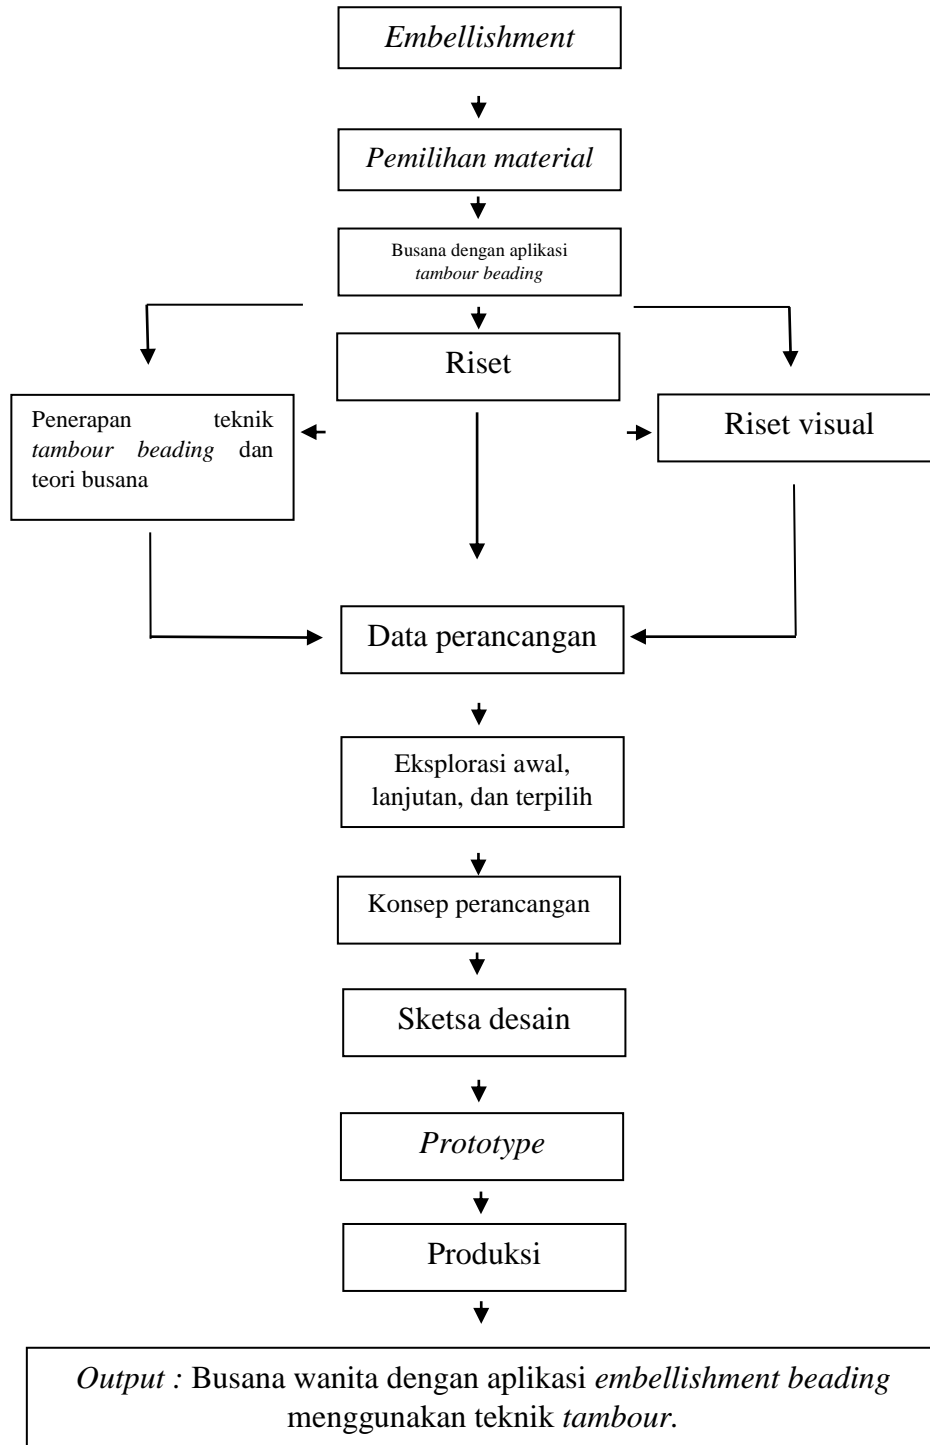 Embellishment
Pemilihan material
Busana dengan aplikasi
tambour beading
Riset
Penerapan teknik
tambour beading dan
teori busana
Riset visual
Data perancangan
Eksplorasi awal,
lanjutan, dan terpilih
Konsep perancangan
Sketsa desain
Prototype
Produksi
Output : Busana wanita dengan aplikasi embellishment beading
menggunakan teknik tambour.